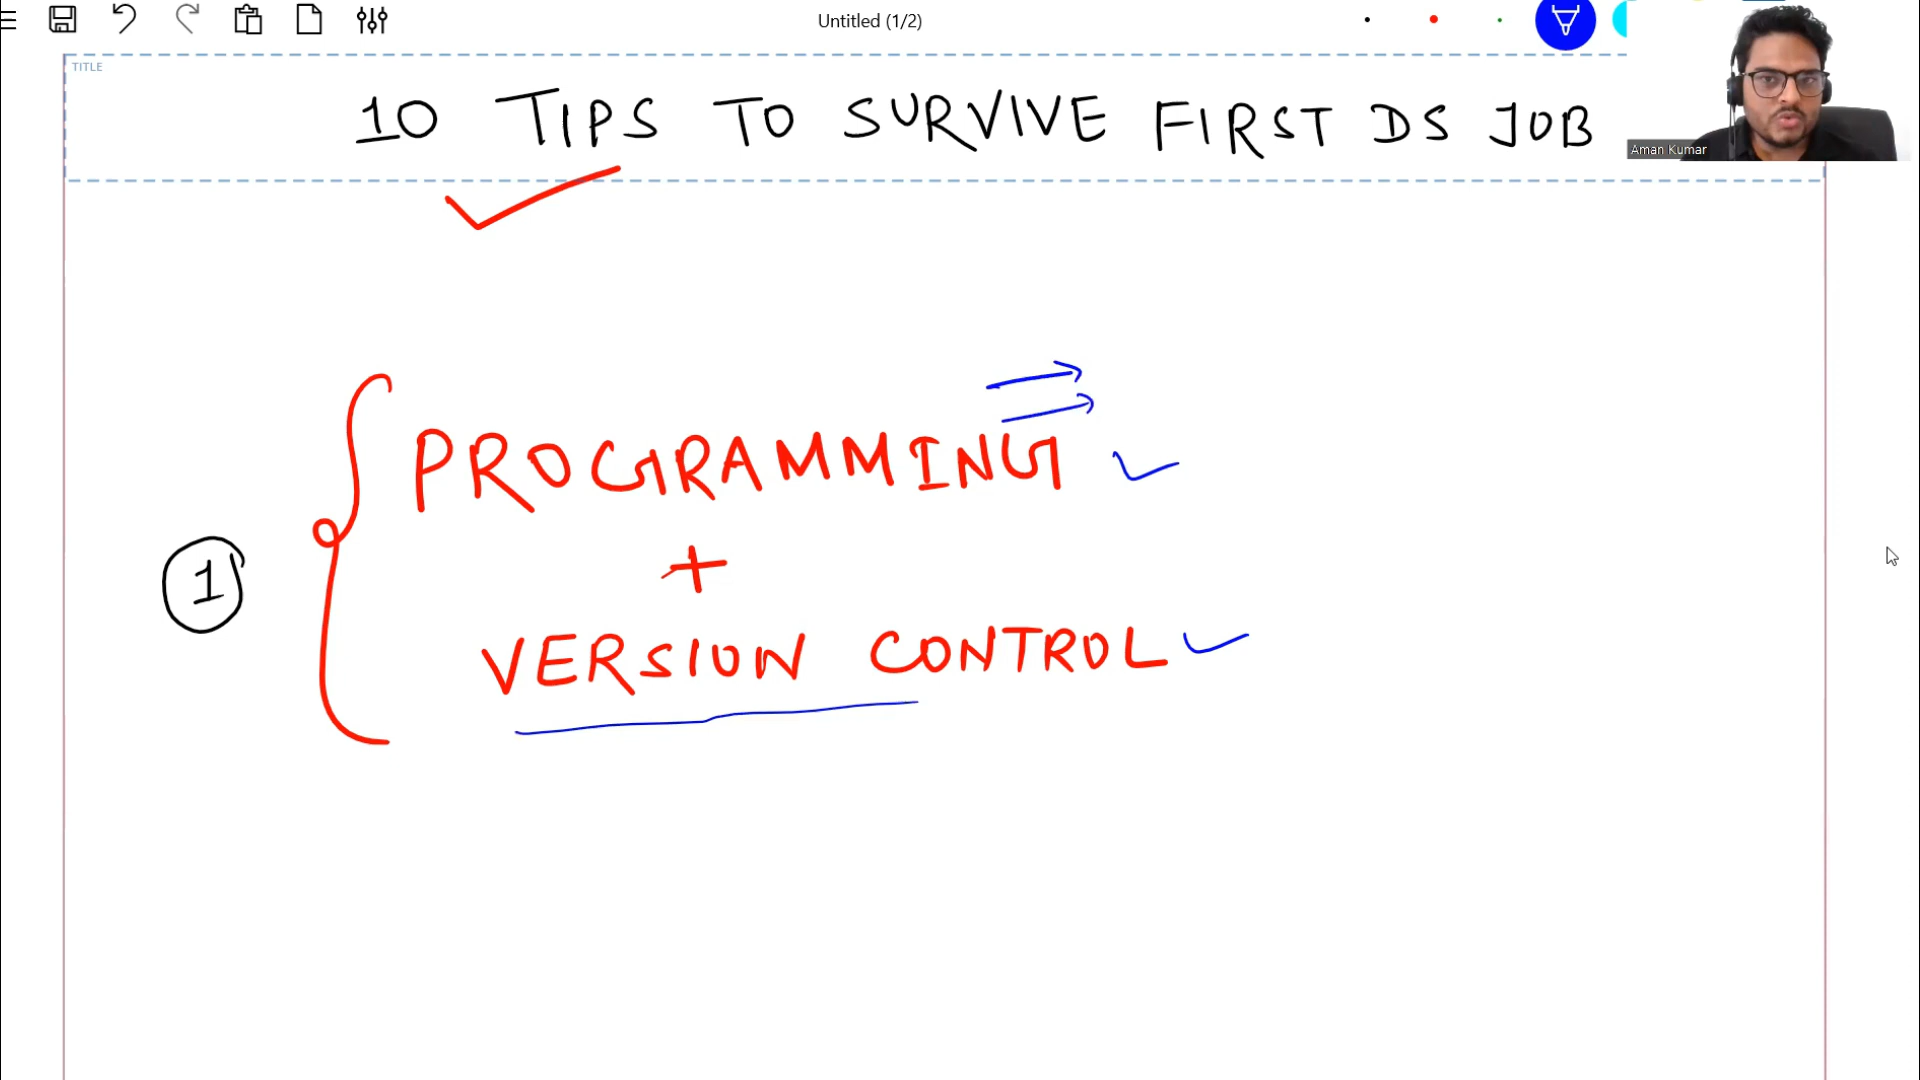 Untitled (1/2)
TITLE
10 TIPS TO SURVIVE FIRST DS JOB
Aman Kumar
PROGRAMMING
+
1
VERSION CONTROL